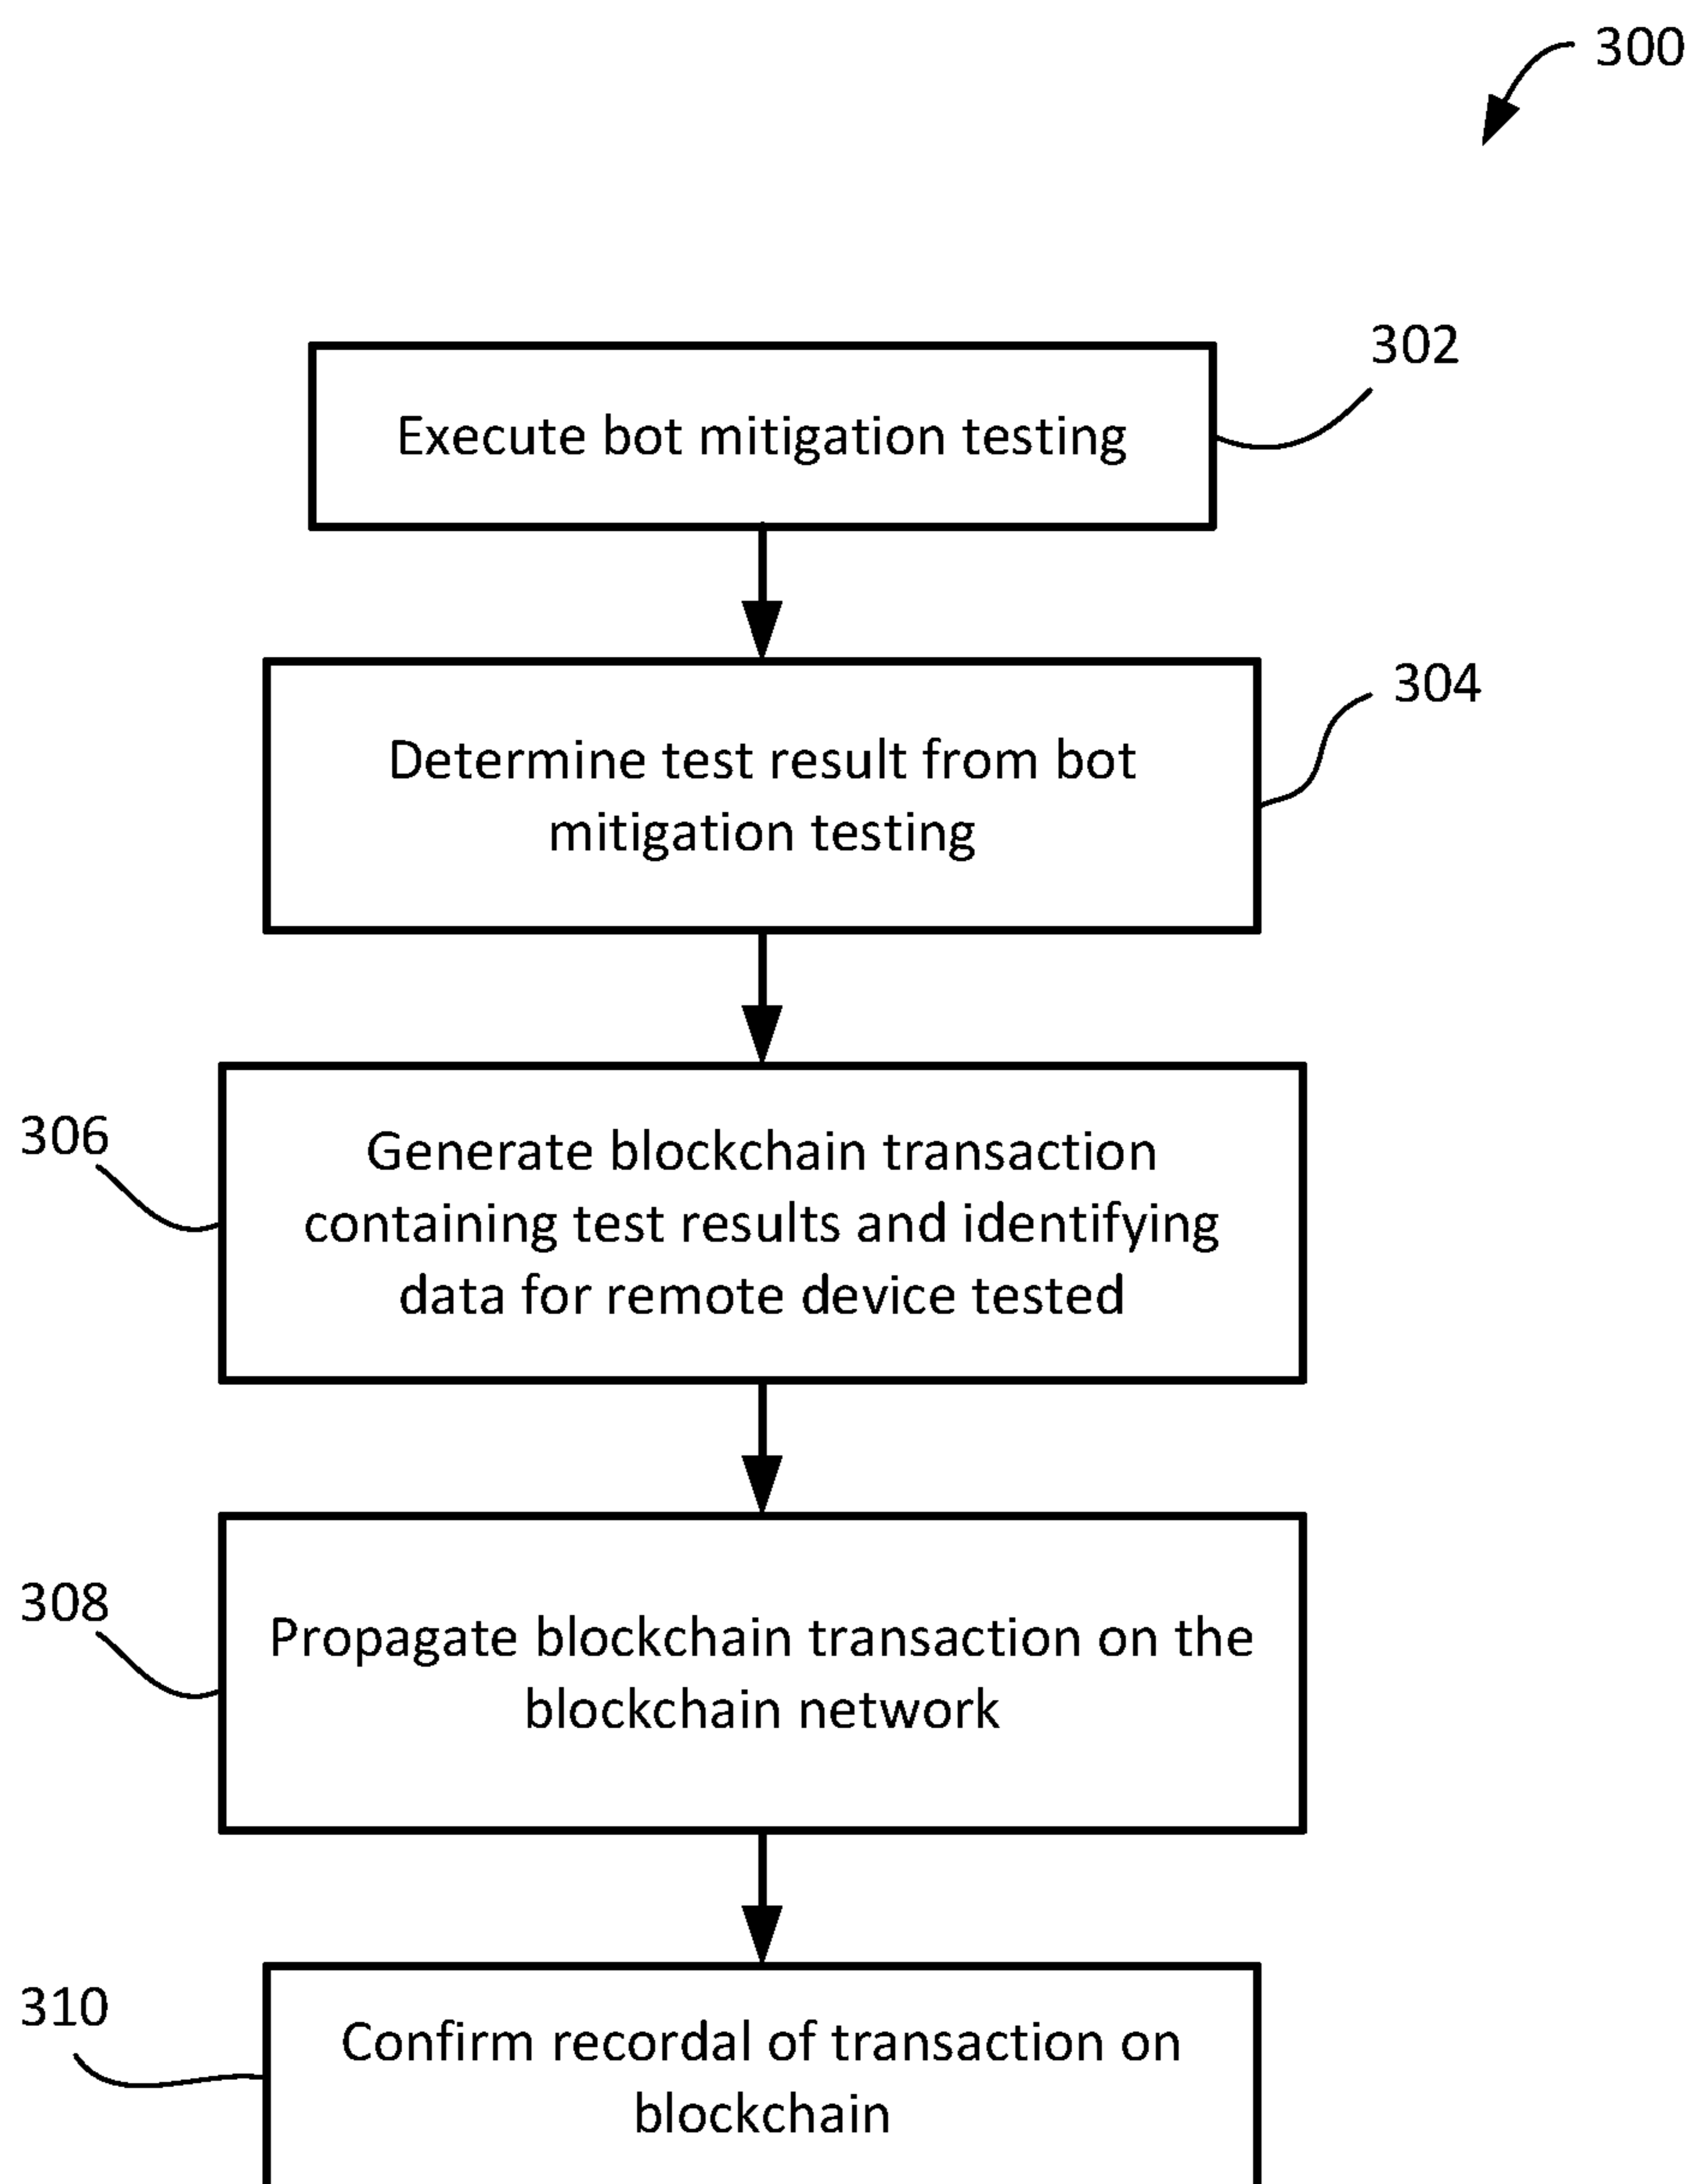 300
302
Execute bot mitigation testing
304
Determine test result from bot
mitigation testing
306
Generate blockchain transaction
containing test results and identifying
data for remote device tested
308
Propagate blockchain transaction on the
blockchain network
310
Confirm recordal of transaction on
blockchain